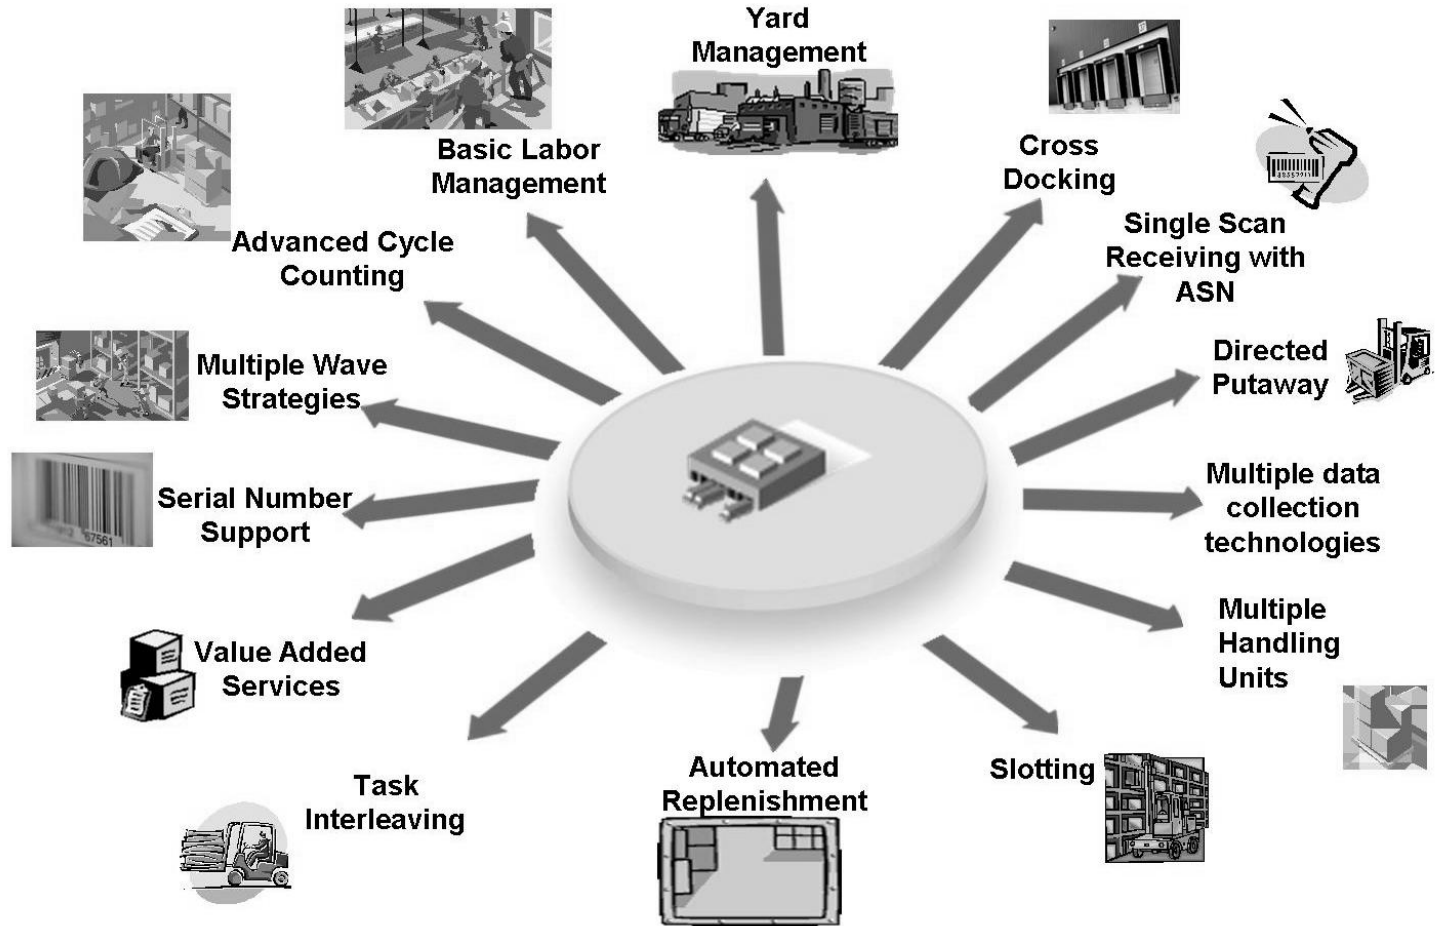 Yard
Management
Cross
Docking
Single Scan
Receiving with
ASN
Directed
Putaway
Multiple data
collection
technologies
Multiple
Handling
Units
Slotting
Automated
Replenishment
Task
Interleaving
Value Added
Services
Serial Number
Support
67561
Multiple Wave
Strategies
Advanced Cycle
Counting
Basic Labor
Management